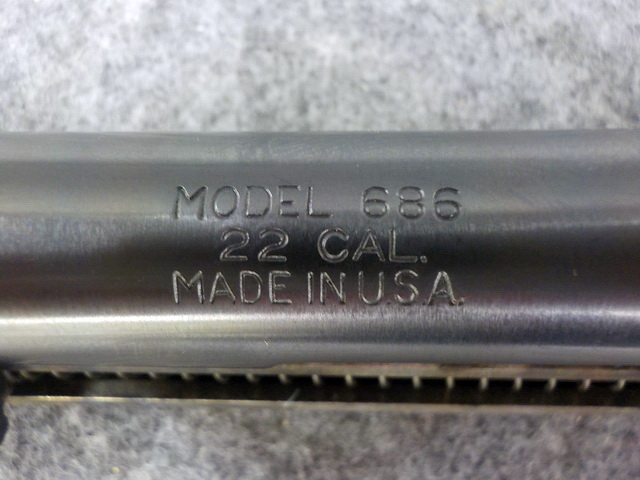 MODEL 686
22 CAL.
MADE IN U.S.A.